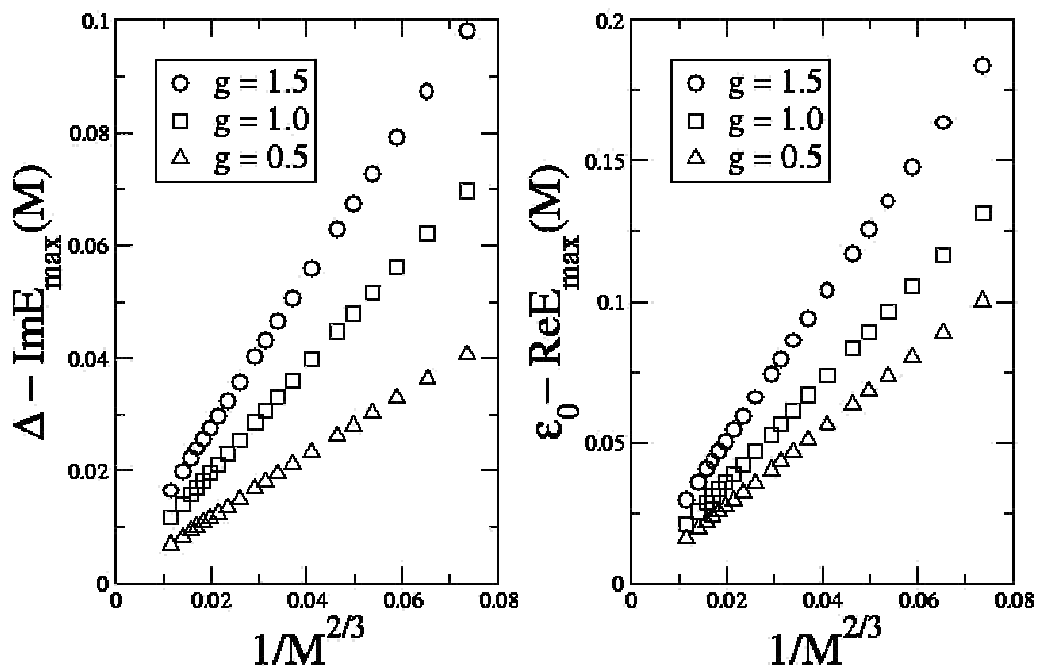 0.1
0.08
0.06
0.04
0.02
0
0
0.02
0.04
0.06
0.08
Δ – ImE_max(M)
1/M^{2/3}
g = 1.5
g = 1.0
g = 0.5
0.2
0.15
0.1
0.05
0
0
0.02
0.04
0.06
0.08
ε_0 – ReE_max(M)
1/M^{2/3}
g = 1.5
g = 1.0
g = 0.5